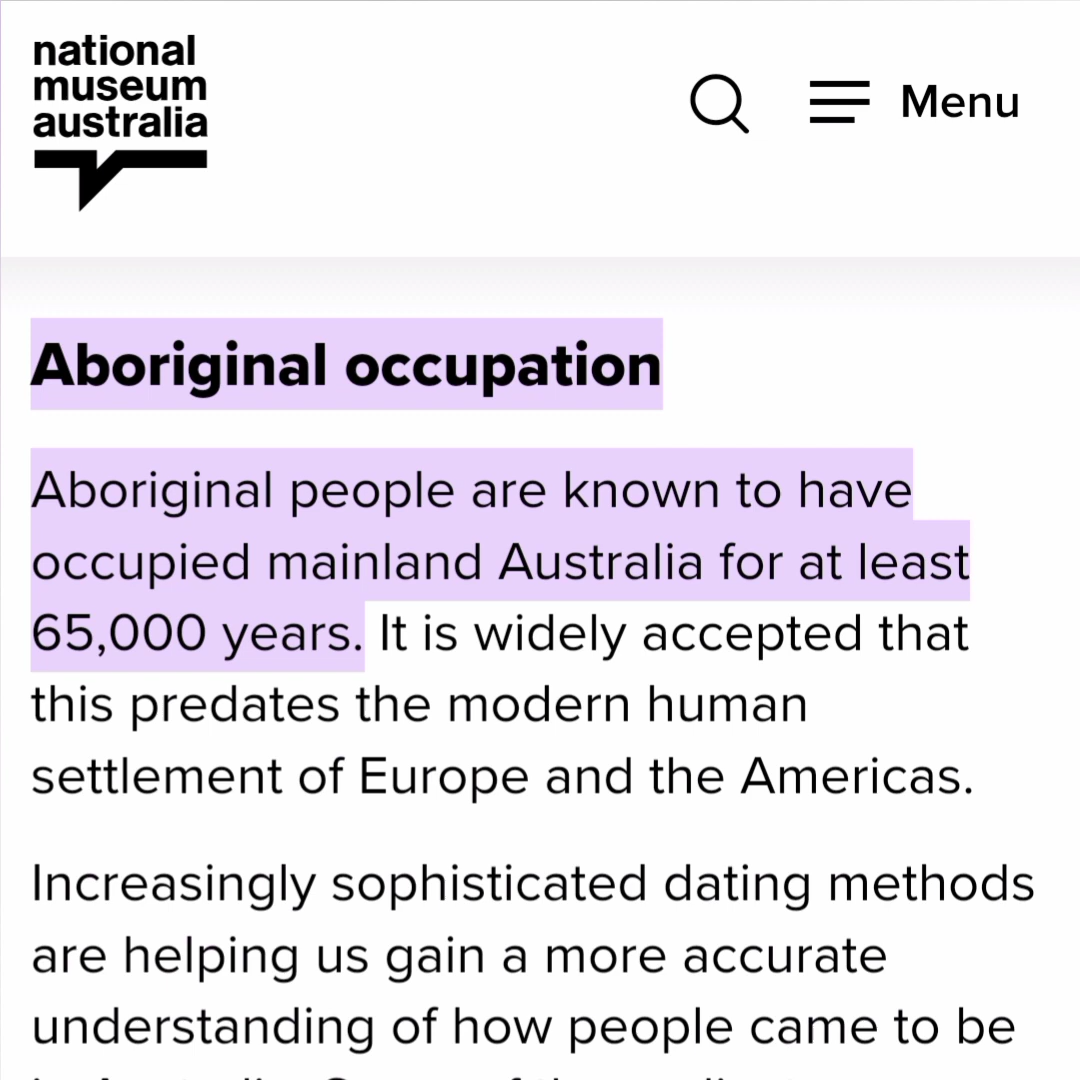 national
museum
australia
Menu
Aboriginal occupation
Aboriginal people are known to have
occupied mainland Australia for at least
65,000 years. It is widely accepted that
this predates the modern human
settlement of Europe and the Americas.
Increasingly sophisticated dating methods
are helping us gain a more accurate
understanding of how people came to be